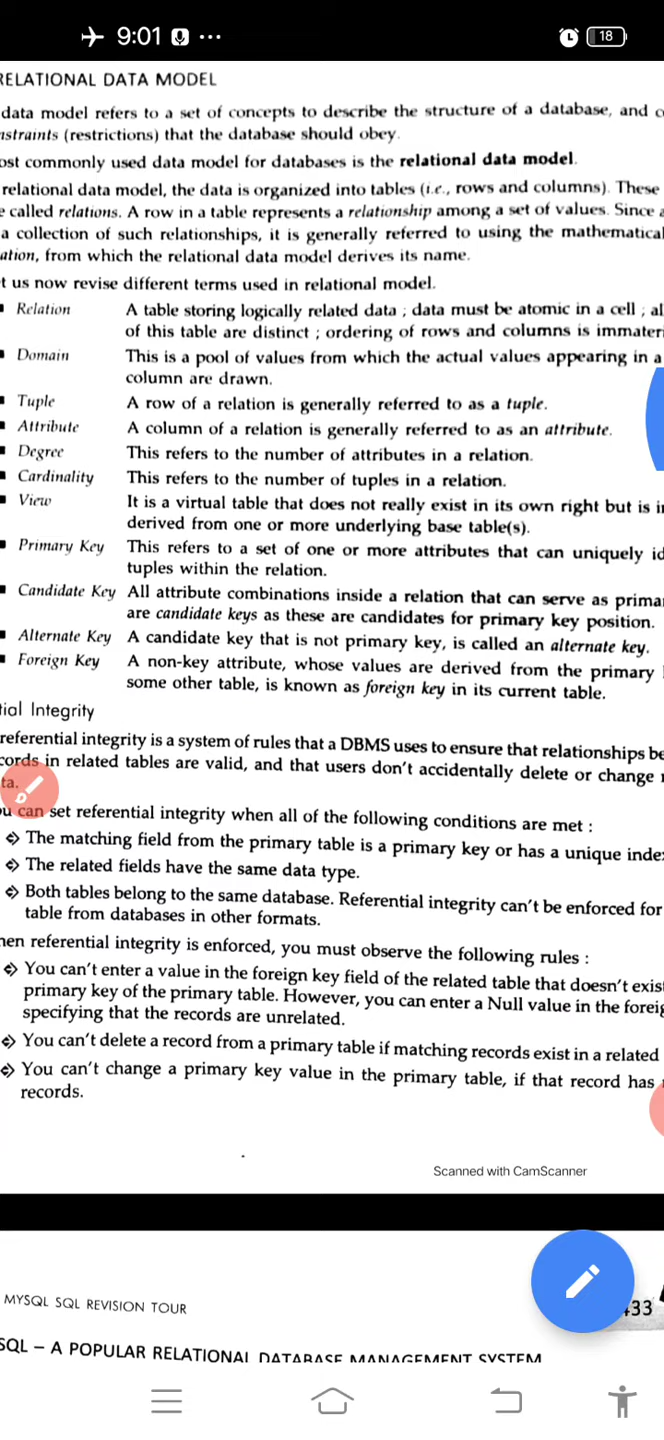 9:01
18
RELATIONAL DATA MODEL
data model refers to a set of concepts to describe the structure of a database, and
nstraints (restrictions) that the database should obey.
ost commonly used data model for databases is the relational data model.
relational data model, the data is organized into tables (i.e., rows and columns). These
e called relations. A row in a table represents a relationship among a set of values. Since a
a collection of such relationships, it is generally referred to using the mathematical
ation, from which the relational data model derives its name.
t us now revise different terms used in relational model.
Relation A table storing logically related data ; data must be atomic in a cell ; al
of this table are distinct ; ordering of rows and columns is immateri
Domain This is a pool of values from which the actual values appearing in a
column are drawn.
Tuple A row of a relation is generally referred to as a tuple.
Attribute A column of a relation is generally referred to as an attribute.
Degree This refers to the number of attributes in a relation.
Cardinality This refers to the number of tuples in a relation.
View It is a virtual table that does not really exist in its own right but is i
derived from one or more underlying base table(s).
Primary Key This refers to a set of one or more attributes that can uniquely id
tuples within the relation.
Candidate Key All attribute combinations inside a relation that can serve as prima
are candidate keys as these are candidates for primary key position.
Alternate Key A candidate key that is not primary key, is called an alternate key.
Foreign Key A non-key attribute, whose values are derived from the primary
some other table, is known as foreign key in its current table.
tial Integrity
referential integrity is a system of rules that a DBMS uses to ensure that relationships be
cords in related tables are valid, and that users don't accidentally delete or change
ta.
ou can set referential integrity when all of the following conditions are met :
The matching field from the primary table is a primary key or has a unique inde
The related fields have the same data type.
Both tables belong to the same database. Referential integrity can't be enforced for
table from databases in other formats.
hen referential integrity is enforced, you must observe the following rules :
You can't enter a value in the foreign key field of the related table that doesn't exis
primary key of the primary table. However, you can enter a Null value in the foreig
specifying that the records are unrelated.
You can't delete a record from a primary table if matching records exist in a related
You can't change a primary key value in the primary table, if that record has
records.
Scanned with CamScanner
MYSQL SQL REVISION TOUR
433
SQL – A POPULAR RELATIONAL DATABASE MANAGEMENT SYSTEM